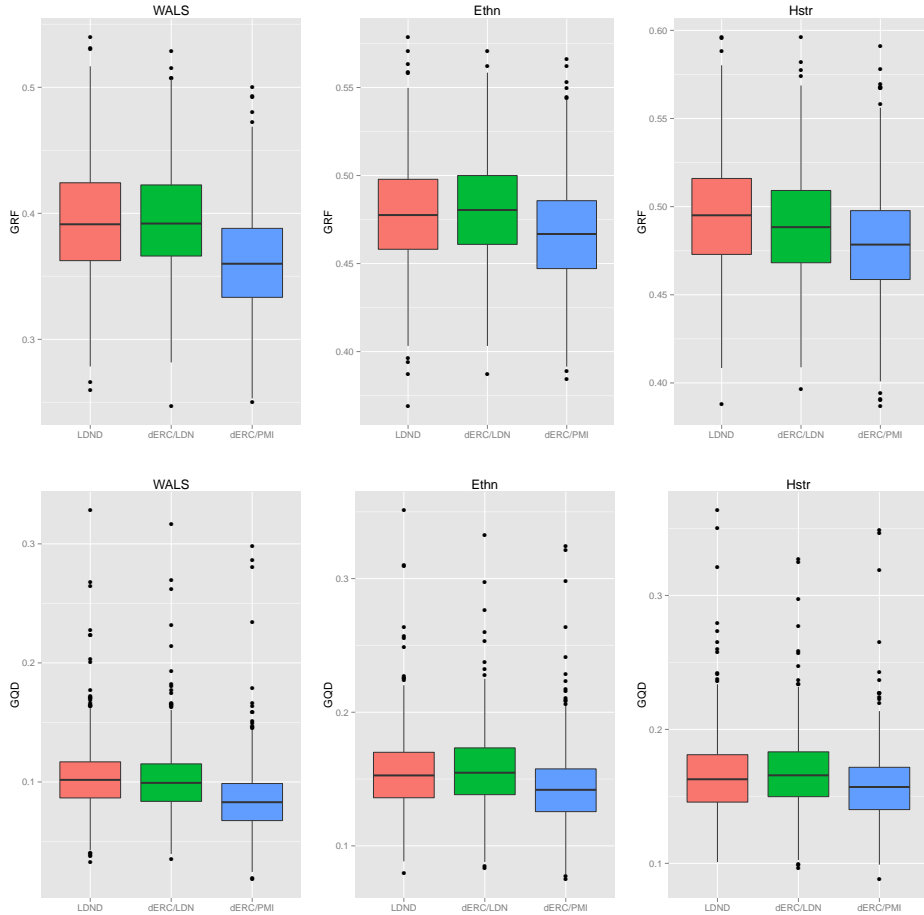 WALS
Ethn
Hstr
GRF
0.5
0.4
0.3
LDND
dERC/LDN
dERC/PMI
GRF
0.55
0.50
0.45
0.40
LDND
dERC/LDN
dERC/PMI
GRF
0.60
0.55
0.50
0.45
0.40
LDND
dERC/LDN
dERC/PMI
WALS
Ethn
Hstr
GQD
0.3
0.2
0.1
LDND
dERC/LDN
dERC/PMI
GQD
0.3
0.2
0.1
LDND
dERC/LDN
dERC/PMI
GQD
0.3
0.2
0.1
LDND
dERC/LDN
dERC/PMI